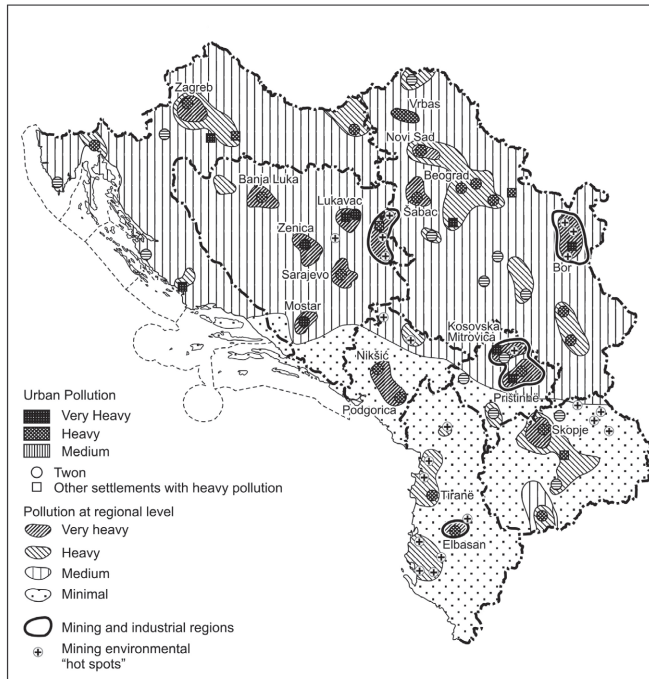 Zagreb
Vrbas
Novi Sad
Banja Luka
Beograd
Lukavac
Šabac
Zenica
Bor
Sarajevo
Mostar
Kosovska
Mitrovica
Nikšić
Prištinbë
Podgorica
Skopje
Tiranë
Elbasan
Urban Pollution
Very Heavy
Heavy
Medium
Twon
Other settlements with heavy pollution
Pollution at regional level
Very heavy
Heavy
Medium
Minimal
Mining and industrial regions
Mining environmental
“hot spots”